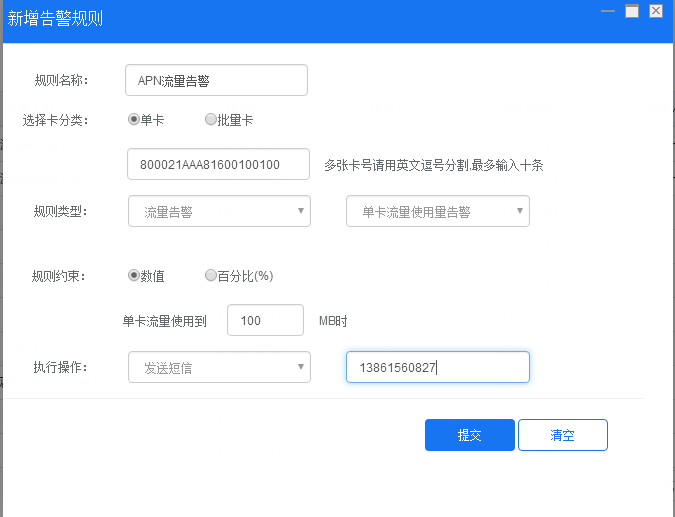 新增告警规则
规则名称： APN流量告警
选择卡分类： 单卡 批量卡
800021AAA81600100100 多张卡号请用英文逗号分割,最多输入十条
规则类型： 流量告警 单卡流量使用量告警
规则约束： 数值 百分比(%)
单卡流量使用到 100 MB时
执行操作： 发送短信 13861560827
提交 清空